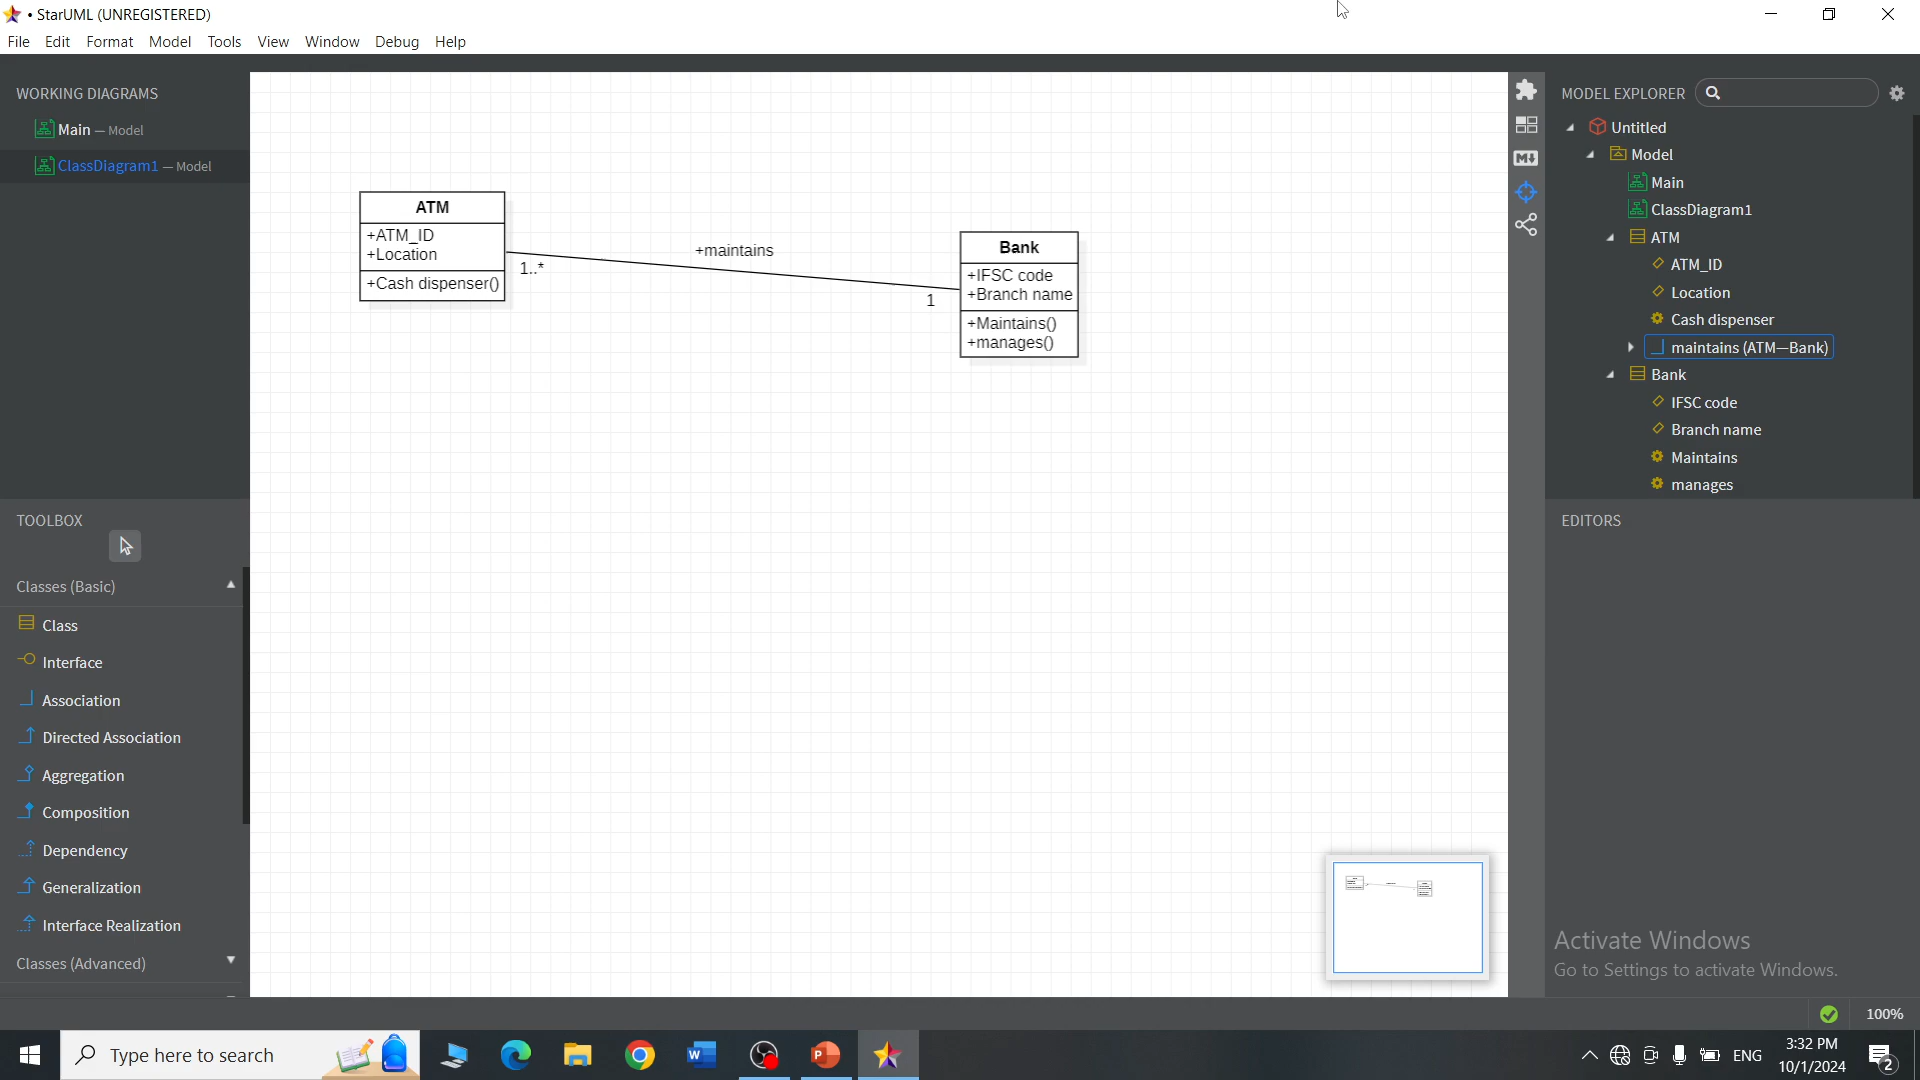 • StarUML (UNREGISTERED)
File Edit Format Model Tools View Window Debug Help
WORKING DIAGRAMS
Main — Model
ClassDiagram1 — Model
TOOLBOX
Classes (Basic)
Class
Interface
Association
Directed Association
Aggregation
Composition
Dependency
Generalization
Interface Realization
Classes (Advanced)
ATM
+ATM_ID
+Location
+Cash dispenser()
1..*
+maintains
1
Bank
+IFSC code
+Branch name
+Maintains()
+manages()
MODEL EXPLORER
Untitled
Model
Main
ClassDiagram1
ATM
ATM_ID
Location
Cash dispenser
maintains (ATM—Bank)
Bank
IFSC code
Branch name
Maintains
manages
EDITORS
Activate Windows
Go to Settings to activate Windows.
100%
Type here to search
ENG
3:32 PM
10/1/2024
2